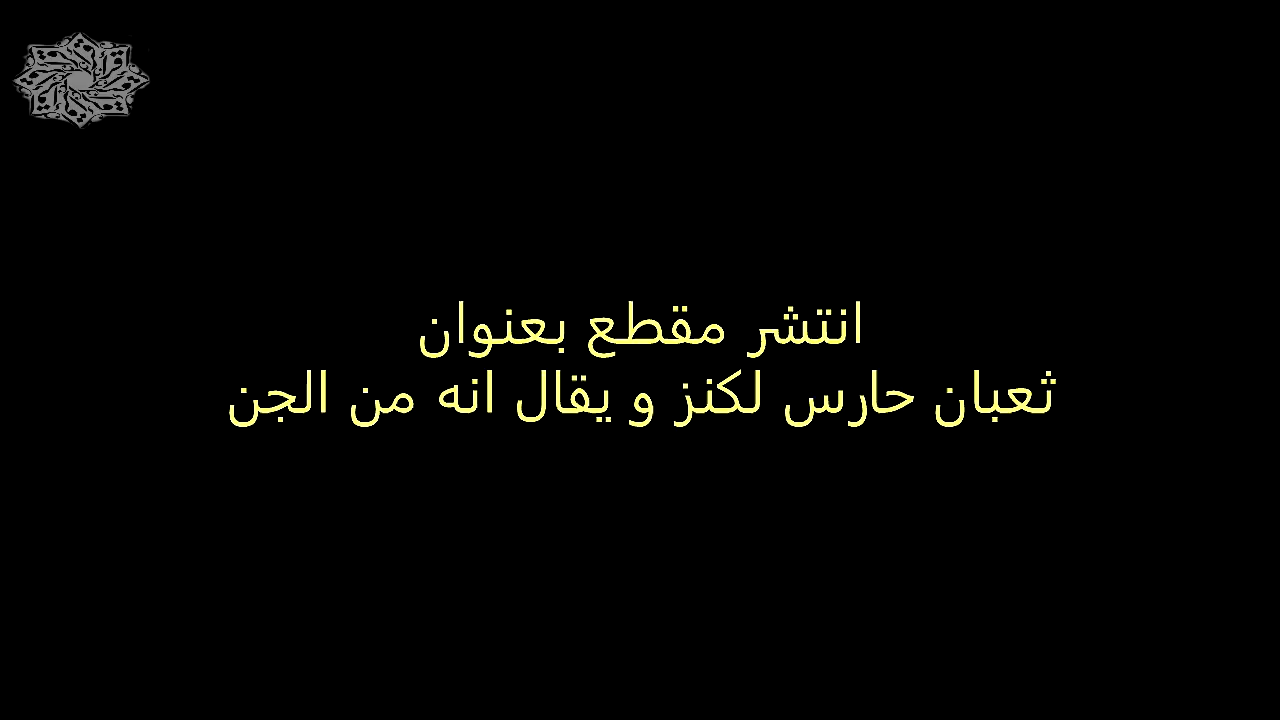 انتشر مقطع بعنوان
ثعبان حارس لكنز و يقال انه من الجن